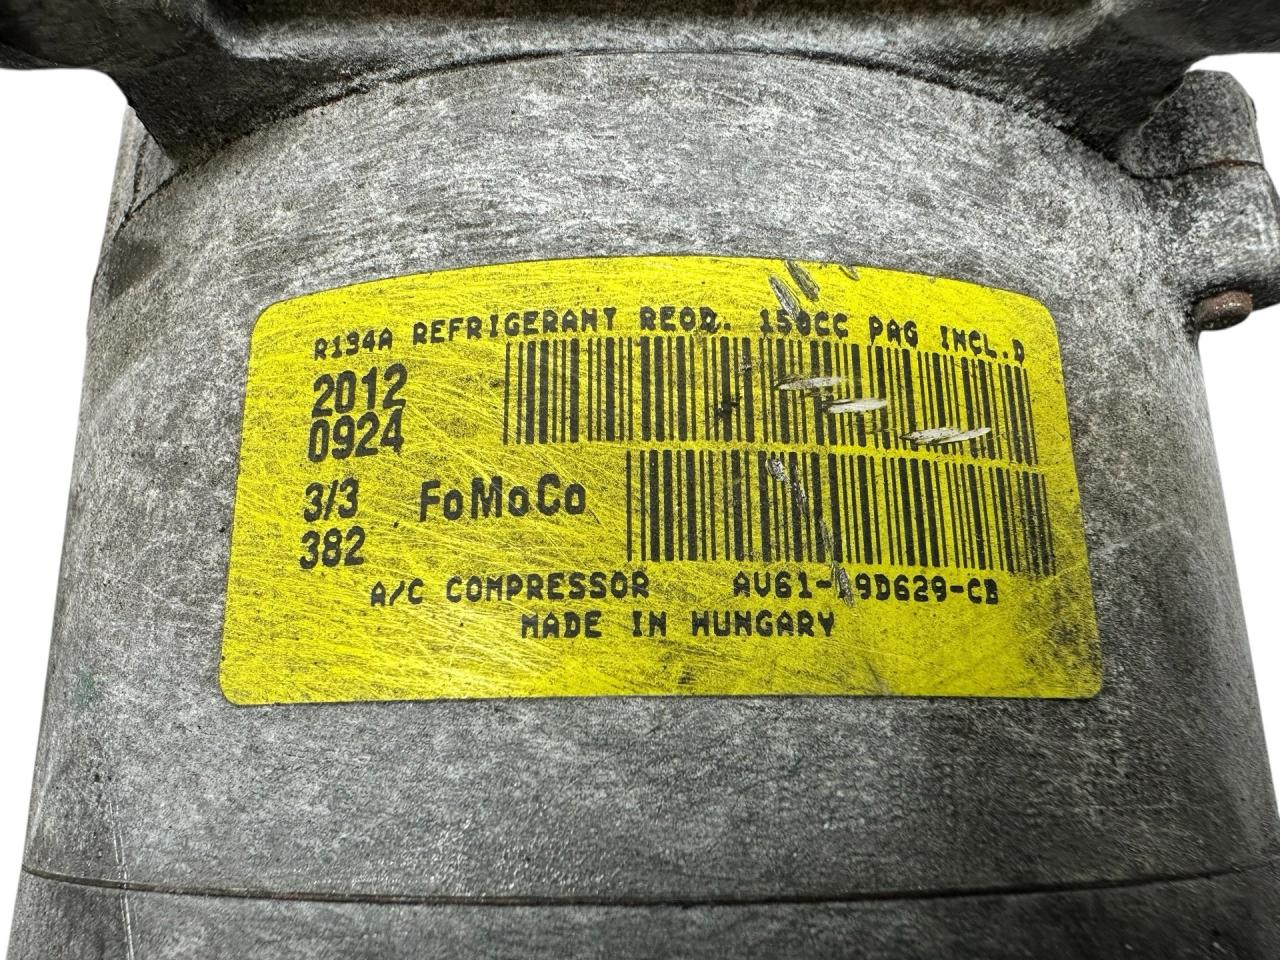 R134A REFRIGERANT REQD. 150CC PAG INCL.D
2012
0924
3/3 FoMoCo
382
A/C COMPRESSOR AV61-19D629-CB
MADE IN HUNGARY